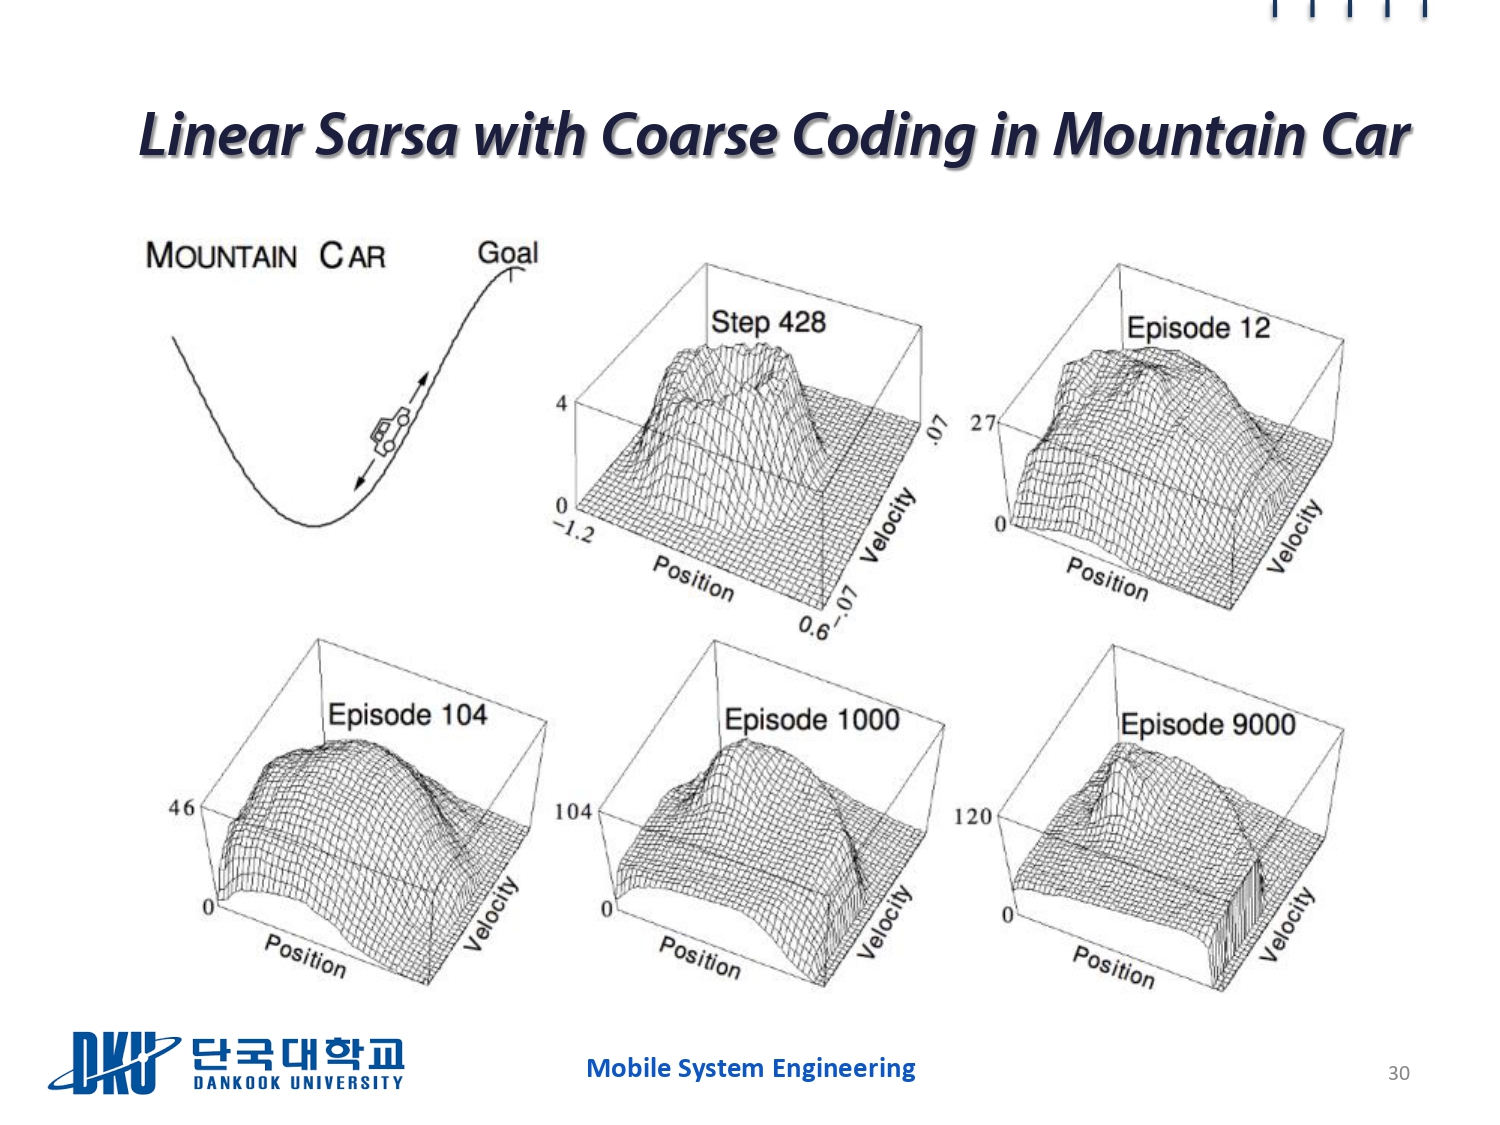 Linear Sarsa with Coarse Coding in Mountain Car
MOUNTAIN CAR
Goal
Step 428
4
0
−1.2
Position
0.6
−.07
Velocity
.07
Episode 12
27
0
Position
Velocity
Episode 104
46
0
Position
Velocity
Episode 1000
104
0
Position
Velocity
Episode 9000
120
0
Position
Velocity
DKU 단국대학교
DANKOOK UNIVERSITY
Mobile System Engineering
30